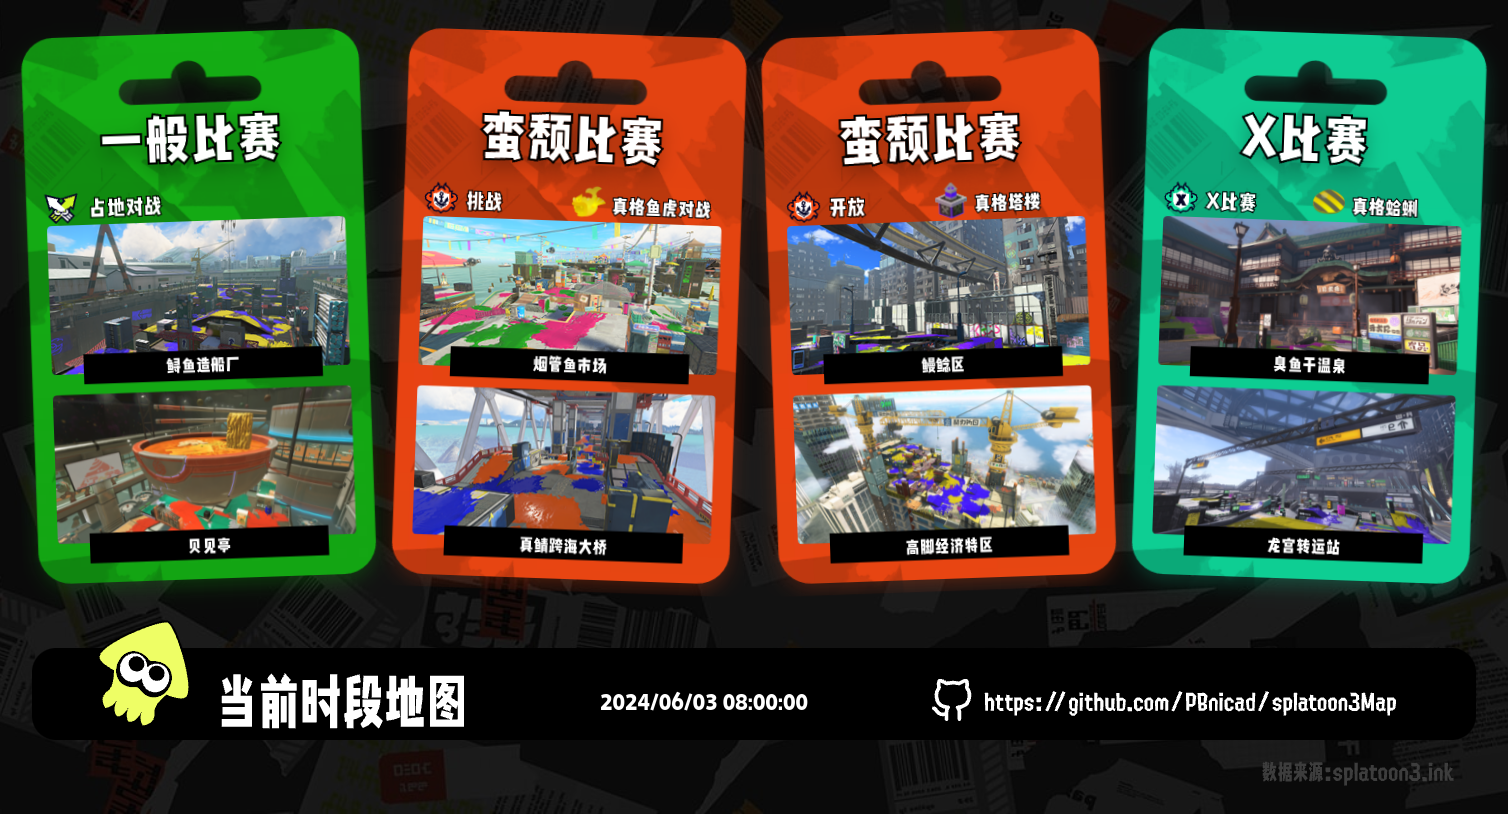 一般比赛
占地对战
鲟鱼造船厂
贝见亭
蛮颓比赛
挑战
真格鱼虎对战
烟管鱼市场
真鲭跨海大桥
蛮颓比赛
开放
真格塔楼
鳗鲶区
高脚经济特区
X比赛
X比赛
真格蛤蜊
臭鱼干温泉
龙宫转运站
当前时段地图
2024/06/03 08:00:00
https://github.com/PBnicad/splatoon3Map
数据来源:splatoon3.ink